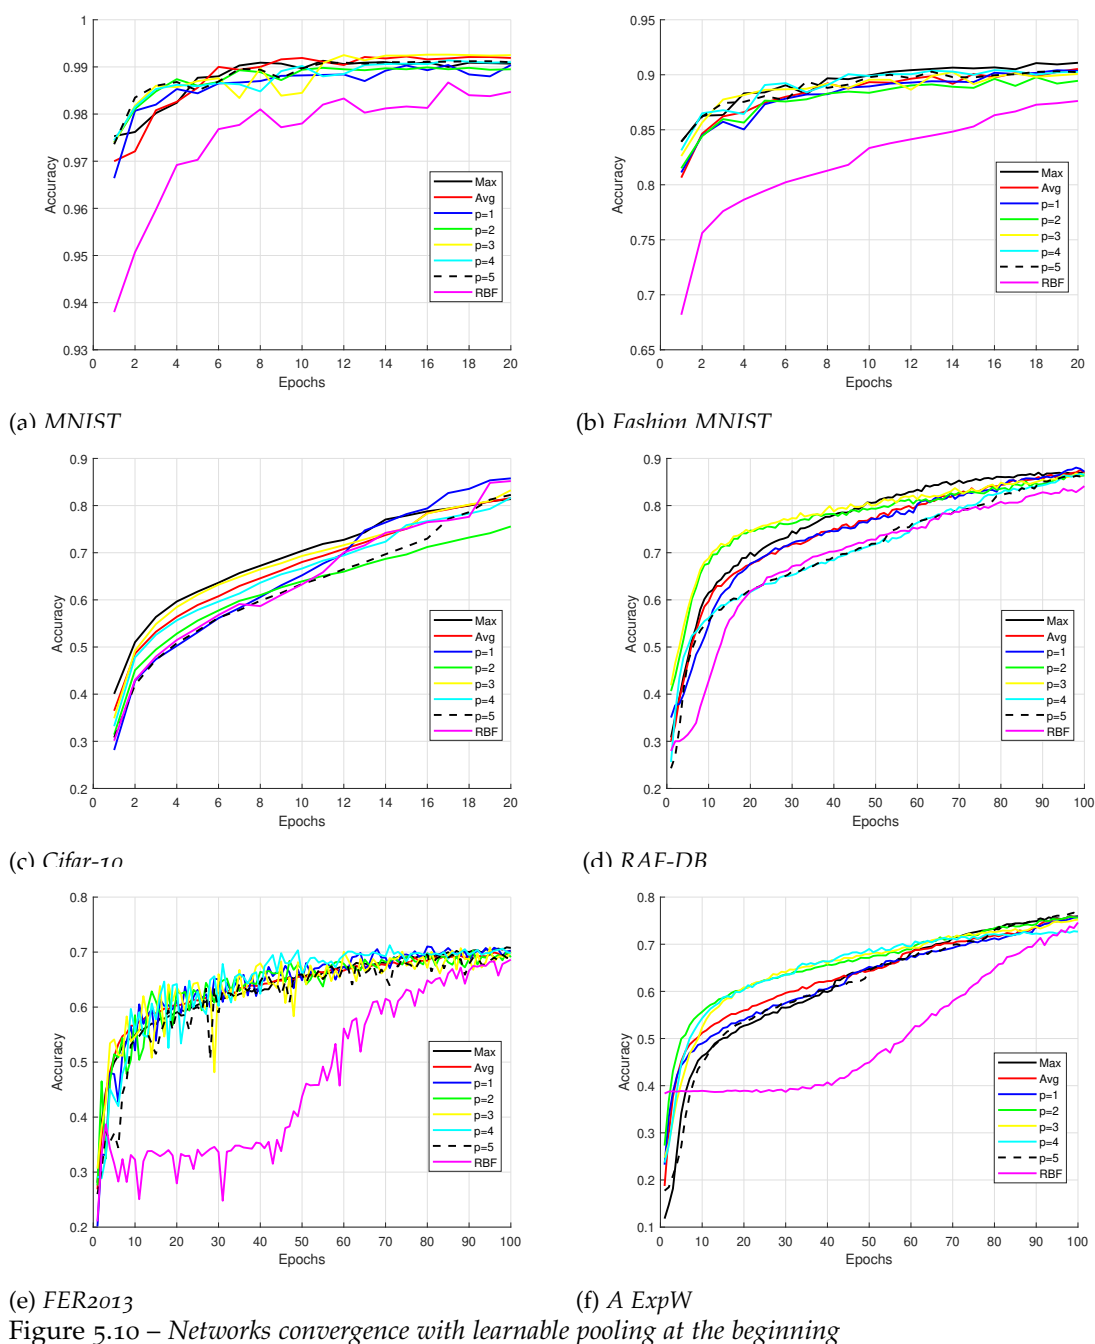 1
0.99
0.98
0.97
0.96
0.95
0.94
0.93
Accuracy
0 2 4 6 8 10 12 14 16 18 20
Epochs
Max
Avg
p=1
p=2
p=3
p=4
p=5
RBF
(a) MNIST
0.95
0.9
0.85
0.8
0.75
0.7
0.65
Accuracy
0 2 4 6 8 10 12 14 16 18 20
Epochs
Max
Avg
p=1
p=2
p=3
p=4
p=5
RBF
(b) Fashion MNIST
0.9
0.8
0.7
0.6
0.5
0.4
0.3
0.2
Accuracy
0 2 4 6 8 10 12 14 16 18 20
Epochs
Max
Avg
p=1
p=2
p=3
p=4
p=5
RBF
(c) Cifar-10
0.9
0.8
0.7
0.6
0.5
0.4
0.3
0.2
Accuracy
0 10 20 30 40 50 60 70 80 90 100
Epochs
Max
Avg
p=1
p=2
p=3
p=4
p=5
RBF
(d) RAF-DB
0.8
0.7
0.6
0.5
0.4
0.3
0.2
Accuracy
0 10 20 30 40 50 60 70 80 90 100
Epochs
Max
Avg
p=1
p=2
p=3
p=4
p=5
RBF
(e) FER2013
0.8
0.7
0.6
0.5
0.4
0.3
0.2
0.1
Accuracy
0 10 20 30 40 50 60 70 80 90 100
Epochs
Max
Avg
p=1
p=2
p=3
p=4
p=5
RBF
(f) A ExpW
Figure 5.10 – Networks convergence with learnable pooling at the beginning